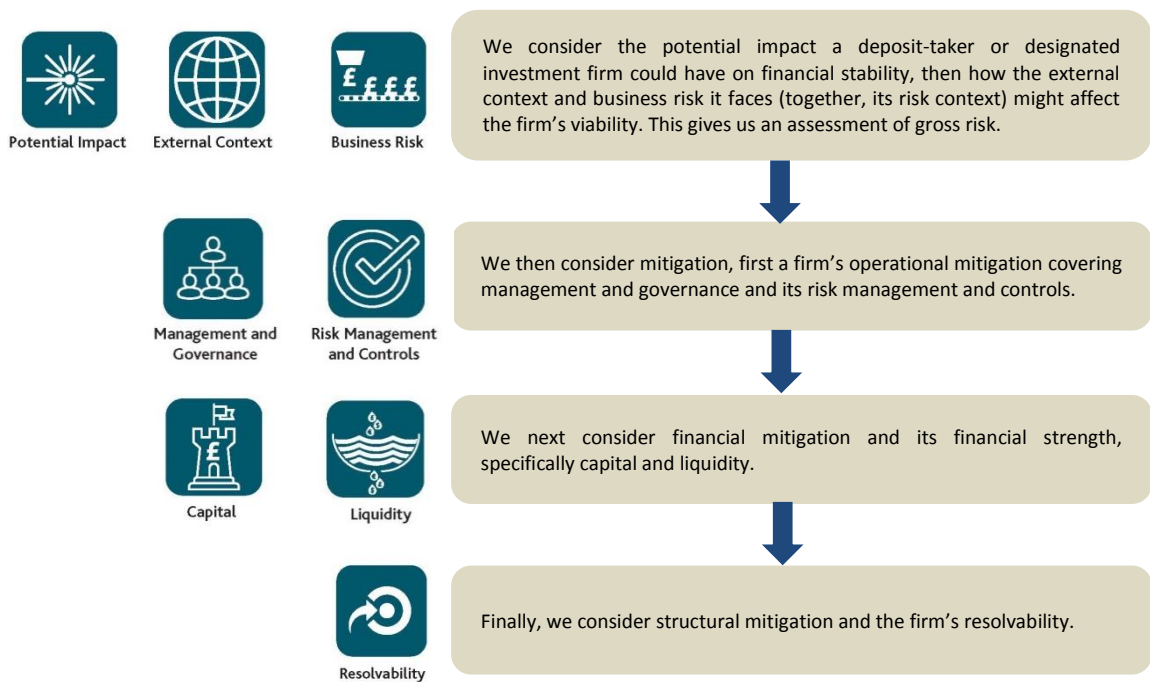 Potential Impact
External Context
Business Risk
We consider the potential impact a deposit-taker or designated
investment firm could have on financial stability, then how the external
context and business risk it faces (together, its risk context) might affect
the firm’s viability. This gives us an assessment of gross risk.
Management and
Governance
Risk Management
and Controls
We then consider mitigation, first a firm’s operational mitigation covering
management and governance and its risk management and controls.
Capital
Liquidity
We next consider financial mitigation and its financial strength,
specifically capital and liquidity.
Resolvability
Finally, we consider structural mitigation and the firm’s resolvability.